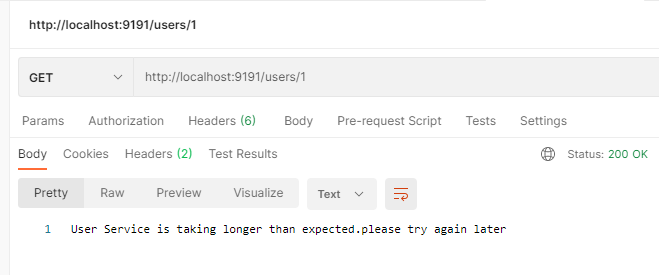 http://localhost:9191/users/1
GET http://localhost:9191/users/1
Params Authorization Headers (6) Body Pre-request Script Tests Settings
Body Cookies Headers (2) Test Results Status: 200 OK
Pretty Raw Preview Visualize Text
1 User Service is taking longer than expected.please try again later